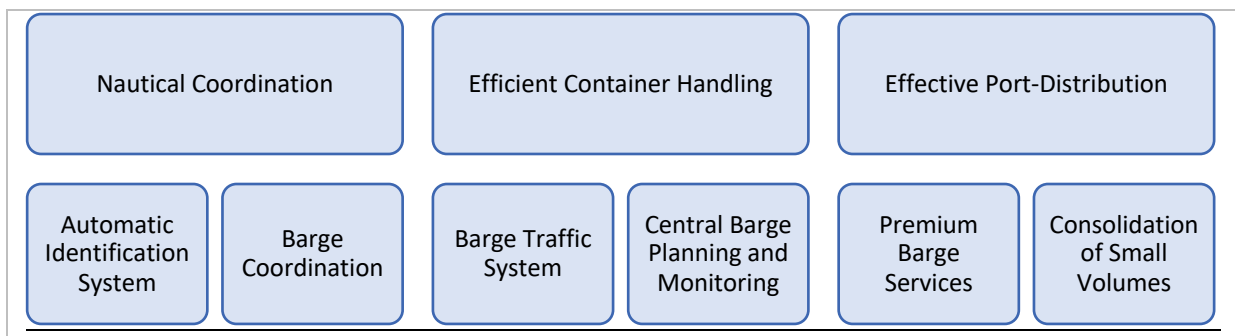 Nautical Coordination
Efficient Container Handling
Effective Port-Distribution
Automatic
Identification
System
Barge
Coordination
Barge Traffic
System
Central Barge
Planning and
Monitoring
Premium
Barge
Services
Consolidation
of Small
Volumes